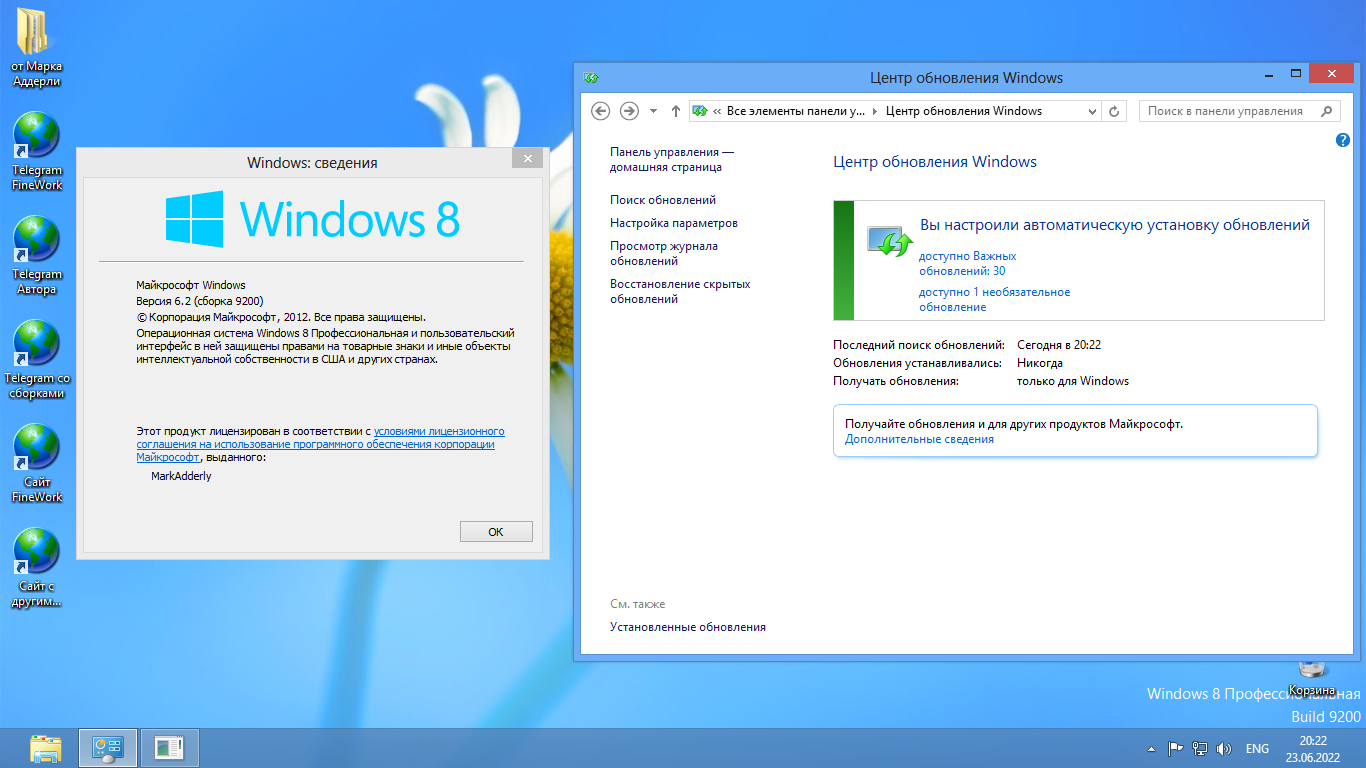 от Марка
Аддерли
Telegram
FineWork
Telegram
Автора
Telegram со
сборками
Сайт
FineWork
Сайт с
другим...
Windows: сведения
Windows 8
Майкрософт Windows
Версия 6.2 (сборка 9200)
© Корпорация Майкрософт, 2012. Все права защищены.
Операционная система Windows 8 Профессиональная и пользовательский
интерфейс в ней защищены правами на товарные знаки и иные объекты
интеллектуальной собственности в США и других странах.
Этот продукт лицензирован в соответствии с условиями лицензионного
соглашения на использование программного обеспечения корпорации
Майкрософт, выданного:
MarkAdderly
ОК
Центр обновления Windows
« Все элементы панели у... Центр обновления Windows
Поиск в панели управления
Панель управления —
домашняя страница
Поиск обновлений
Настройка параметров
Просмотр журнала
обновлений
Восстановление скрытых
обновлений
Центр обновления Windows
Вы настроили автоматическую установку обновлений
доступно Важных
обновлений: 30
доступно 1 необязательное
обновление
Последний поиск обновлений: Сегодня в 20:22
Обновления устанавливались: Никогда
Получать обновления: только для Windows
Получайте обновления и для других продуктов Майкрософт.
Дополнительные сведения
См. также
Установленные обновления
Корзина
Windows 8 Профессиональная
Build 9200
ENG
20:22
23.06.2022